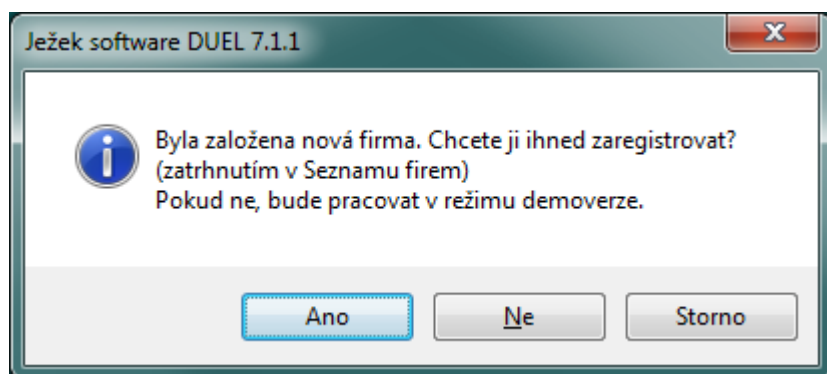 Ježek software DUEL 7.1.1
Byla založena nová firma. Chcete ji ihned zaregistrovat?
(zatrhnutím v Seznamu firem)
Pokud ne, bude pracovat v režimu demoverze.
Ano
Ne
Storno